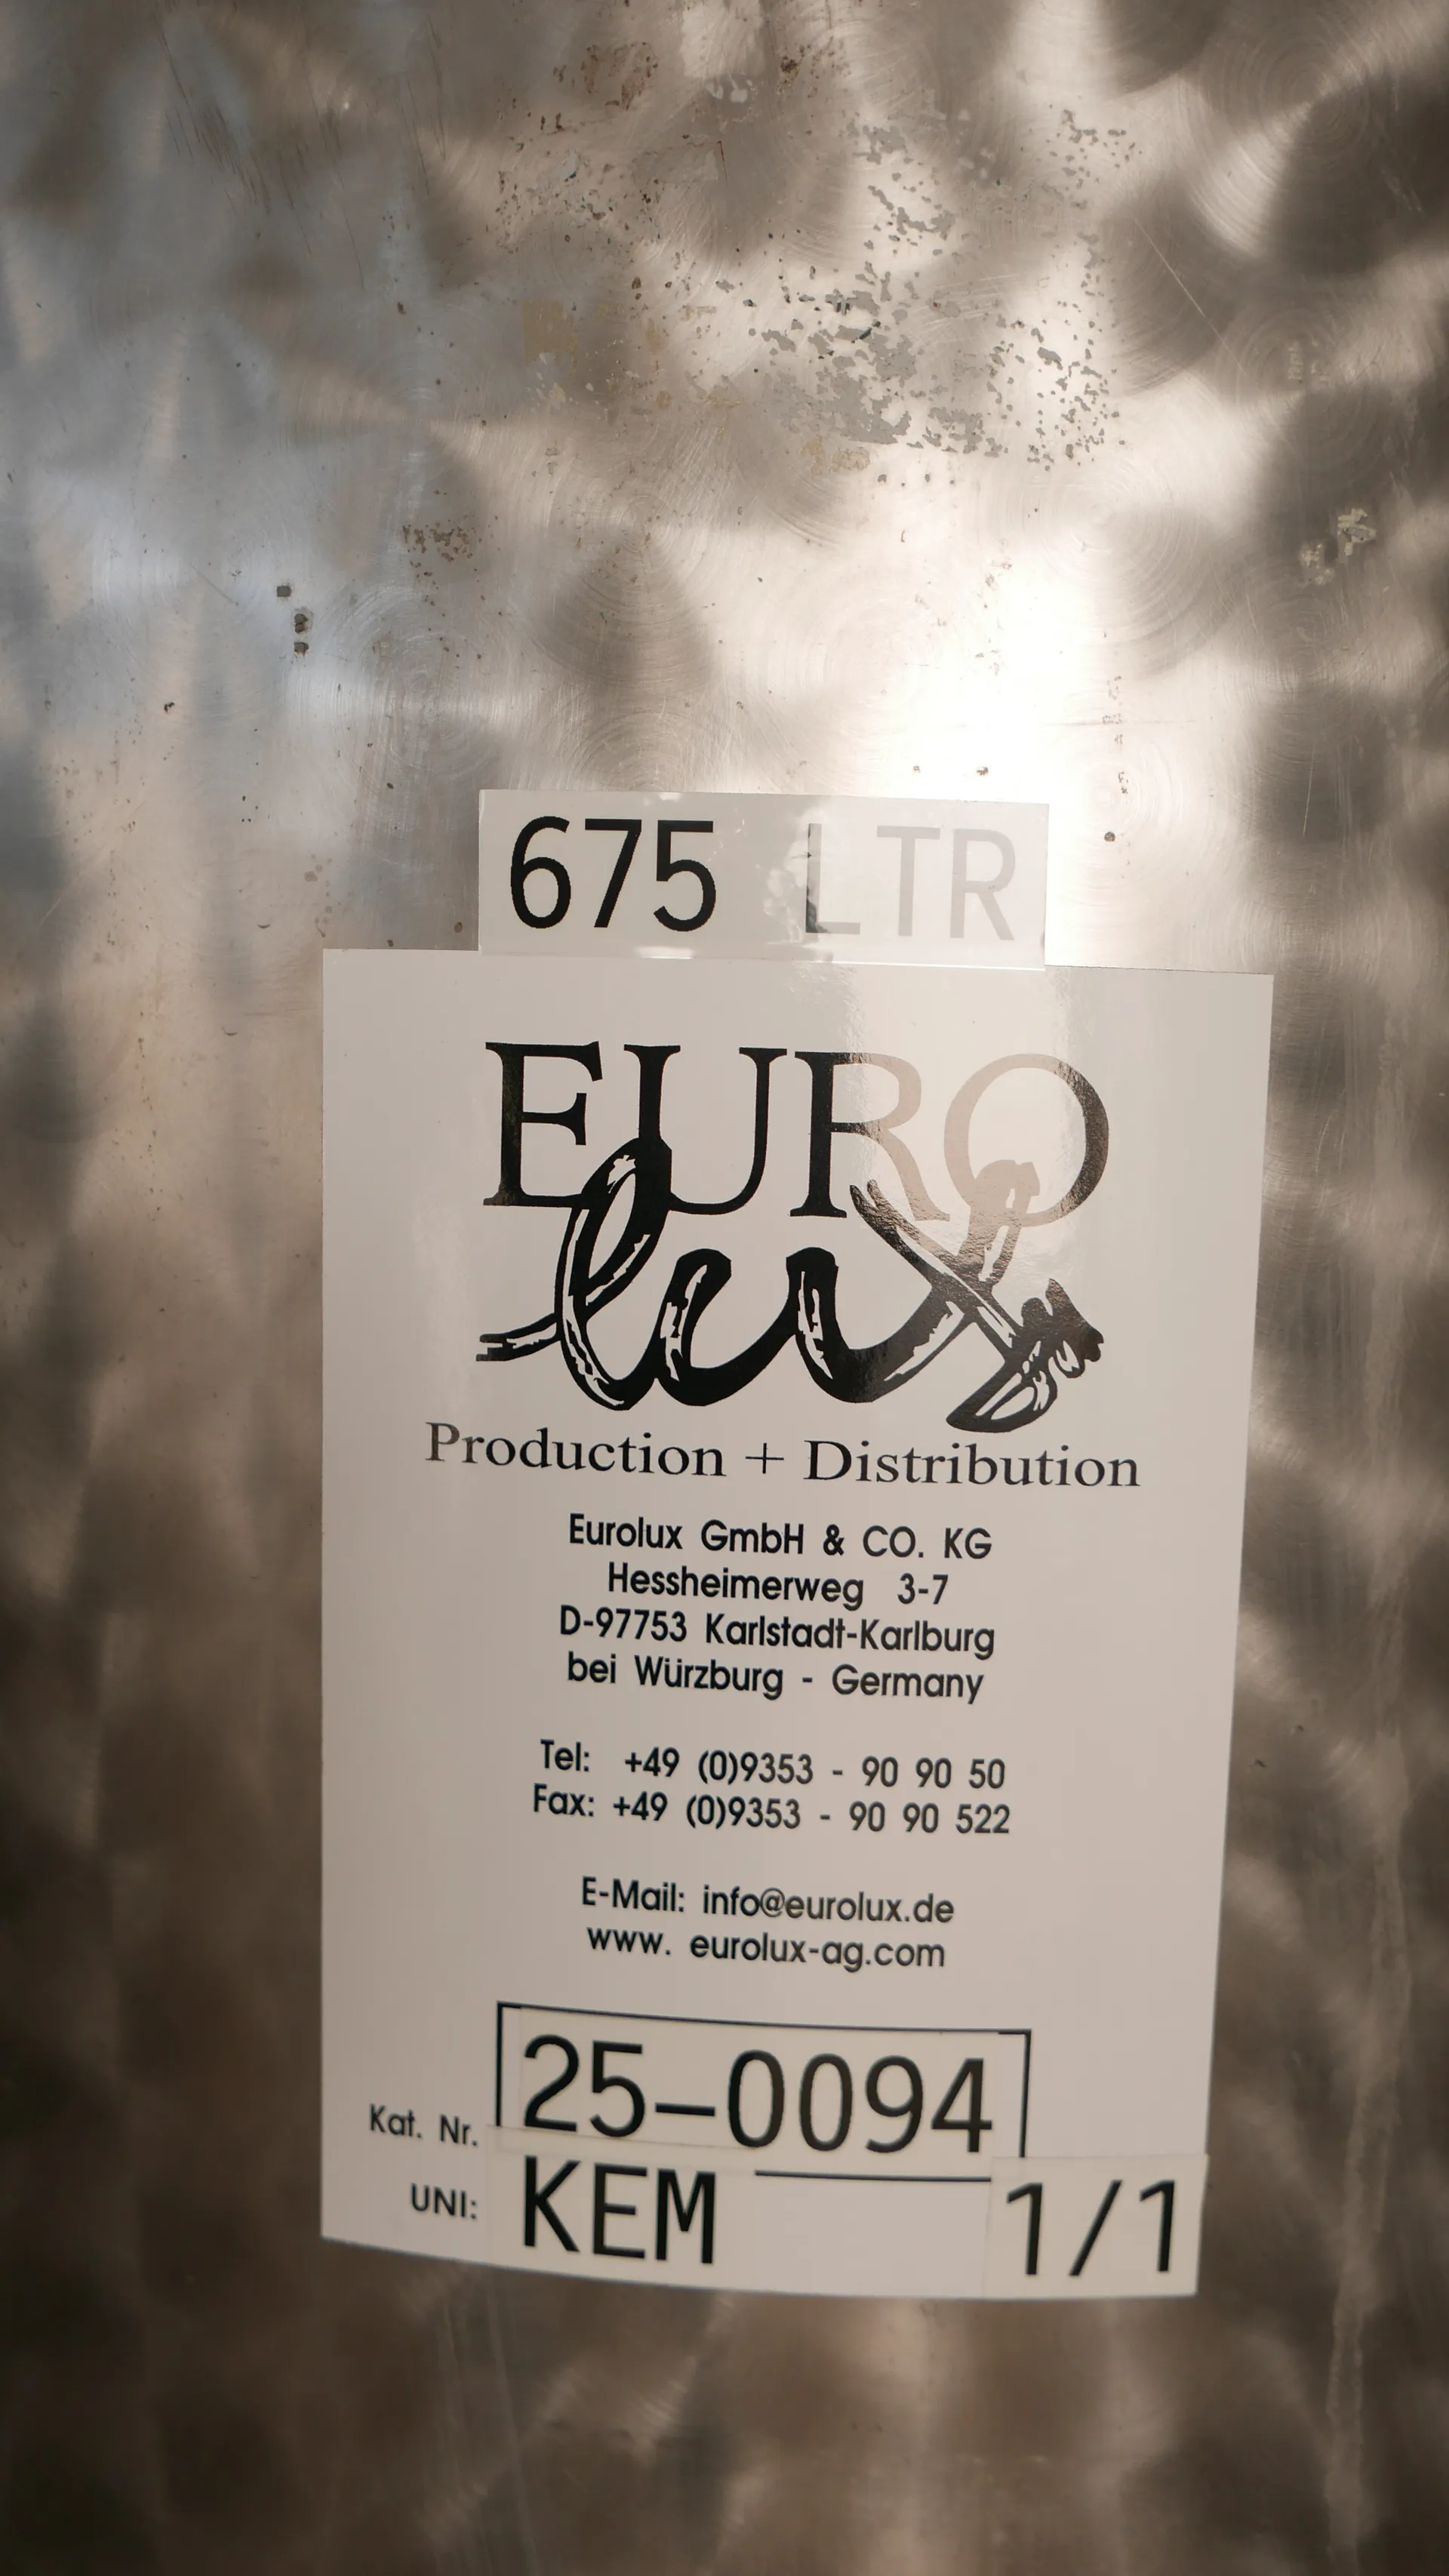 675 LTR
EURO
lux
Production + Distribution
Eurolux GmbH & CO. KG
Hessheimerweg 3-7
D-97753 Karlstadt-Karlburg
bei Würzburg - Germany
Tel: +49 (0)9353 - 90 90 50
Fax: +49 (0)9353 - 90 90 522
E-Mail: info@eurolux.de
www. eurolux-ag.com
Kat. Nr. 25-0094
UNI: KEM 1/1